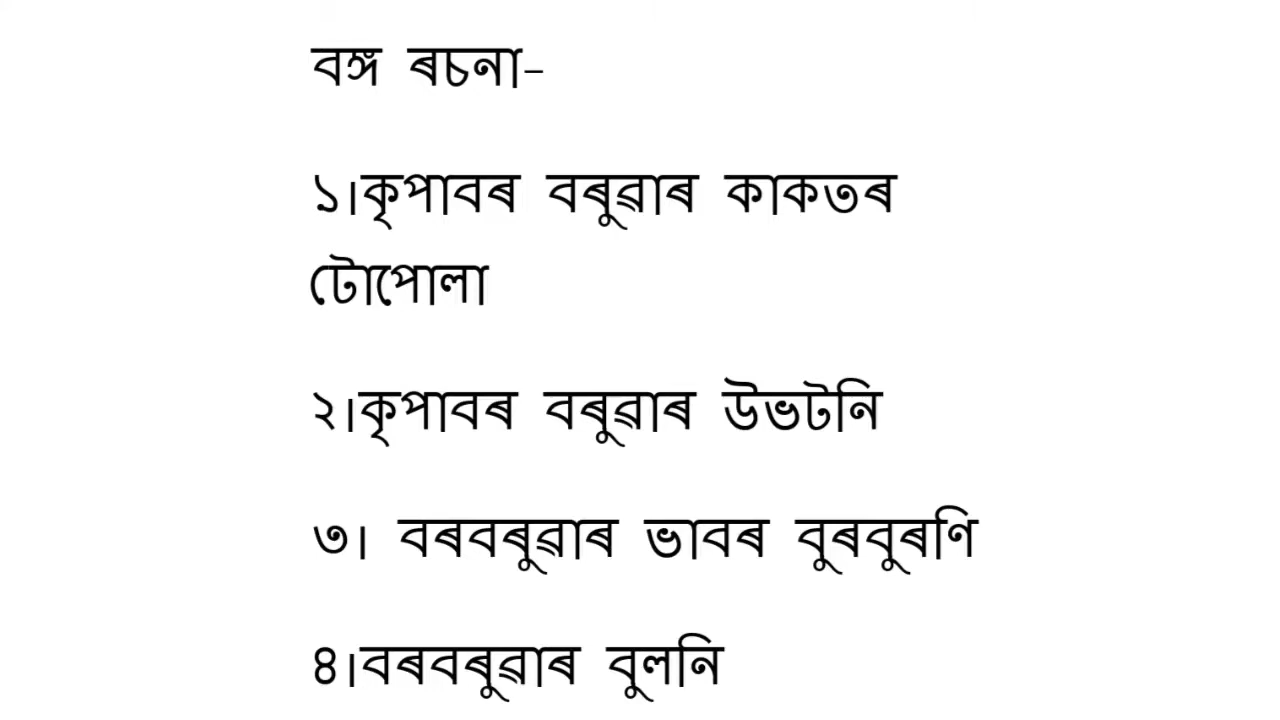 বঙ্গ ৰচনা-
১।কৃপাবৰ বৰুৱাৰ কাকতৰ
টোপোলা
২।কৃপাবৰ বৰুৱাৰ উভটনি
৩। বৰবৰুৱাৰ ভাবৰ বুৰবুৰণি
৪।বৰবৰুৱাৰ বুলনি